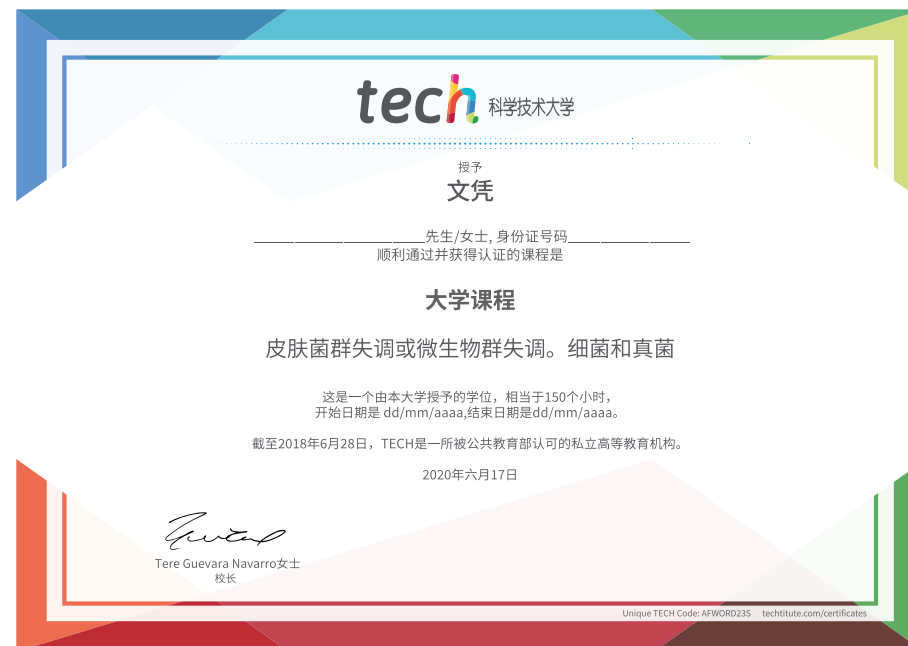 tech 科学技术大学
授予
文凭
________________________先生/女士, 身份证号码________________
顺利通过并获得认证的课程是
大学课程
皮肤菌群失调或微生物群失调。细菌和真菌
这是一个由本大学授予的学位，相当于150个小时，
开始日期是 dd/mm/aaaa,结束日期是dd/mm/aaaa。
截至2018年6月28日，TECH是一所被公共教育部认可的私立高等教育机构。
2020年六月17日
Tere Guevara Navarro女士
校长
Unique TECH Code: AFWORD23S techtitute.com/certificates